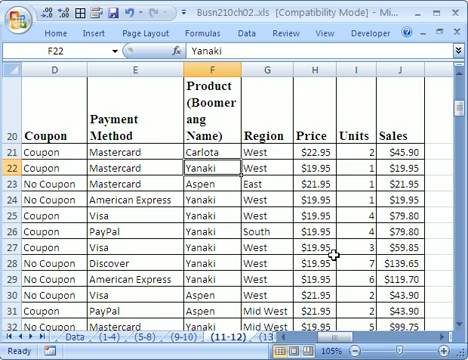 Busn210ch02...xls [Compatibility Mode] - Mi...
Home Insert Page Layout Formulas Data Review View Developer
F22 fx Yanaki
D E F G H I J
20 Coupon Payment Method Product (Boomer ang Name) Region Price Units Sales
21 Coupon Mastercard Carlota West $22.95 2 $45.90
22 Coupon Mastercard Yanaki West $19.95 1 $19.95
23 No Coupon Mastercard Aspen East $21.95 1 $21.95
24 No Coupon American Express Yanaki West $19.95 1 $19.95
25 Coupon Visa Yanaki West $19.95 4 $79.80
26 Coupon PayPal Yanaki South $19.95 4 $79.80
27 Coupon Visa Yanaki West $19.95 3 $59.85
28 No Coupon Discover Yanaki West $19.95 7 $139.65
29 No Coupon American Express Yanaki West $19.95 6 $119.70
30 No Coupon Visa Aspen West $21.95 2 $43.90
31 Coupon PayPal Aspen Mid West $21.95 2 $43.90
32 No Coupon Mastercard Yanaki Mid West $19.95 5 $99.75
Data (1-4) (5-8) (9-10) (11-12) (13
105%